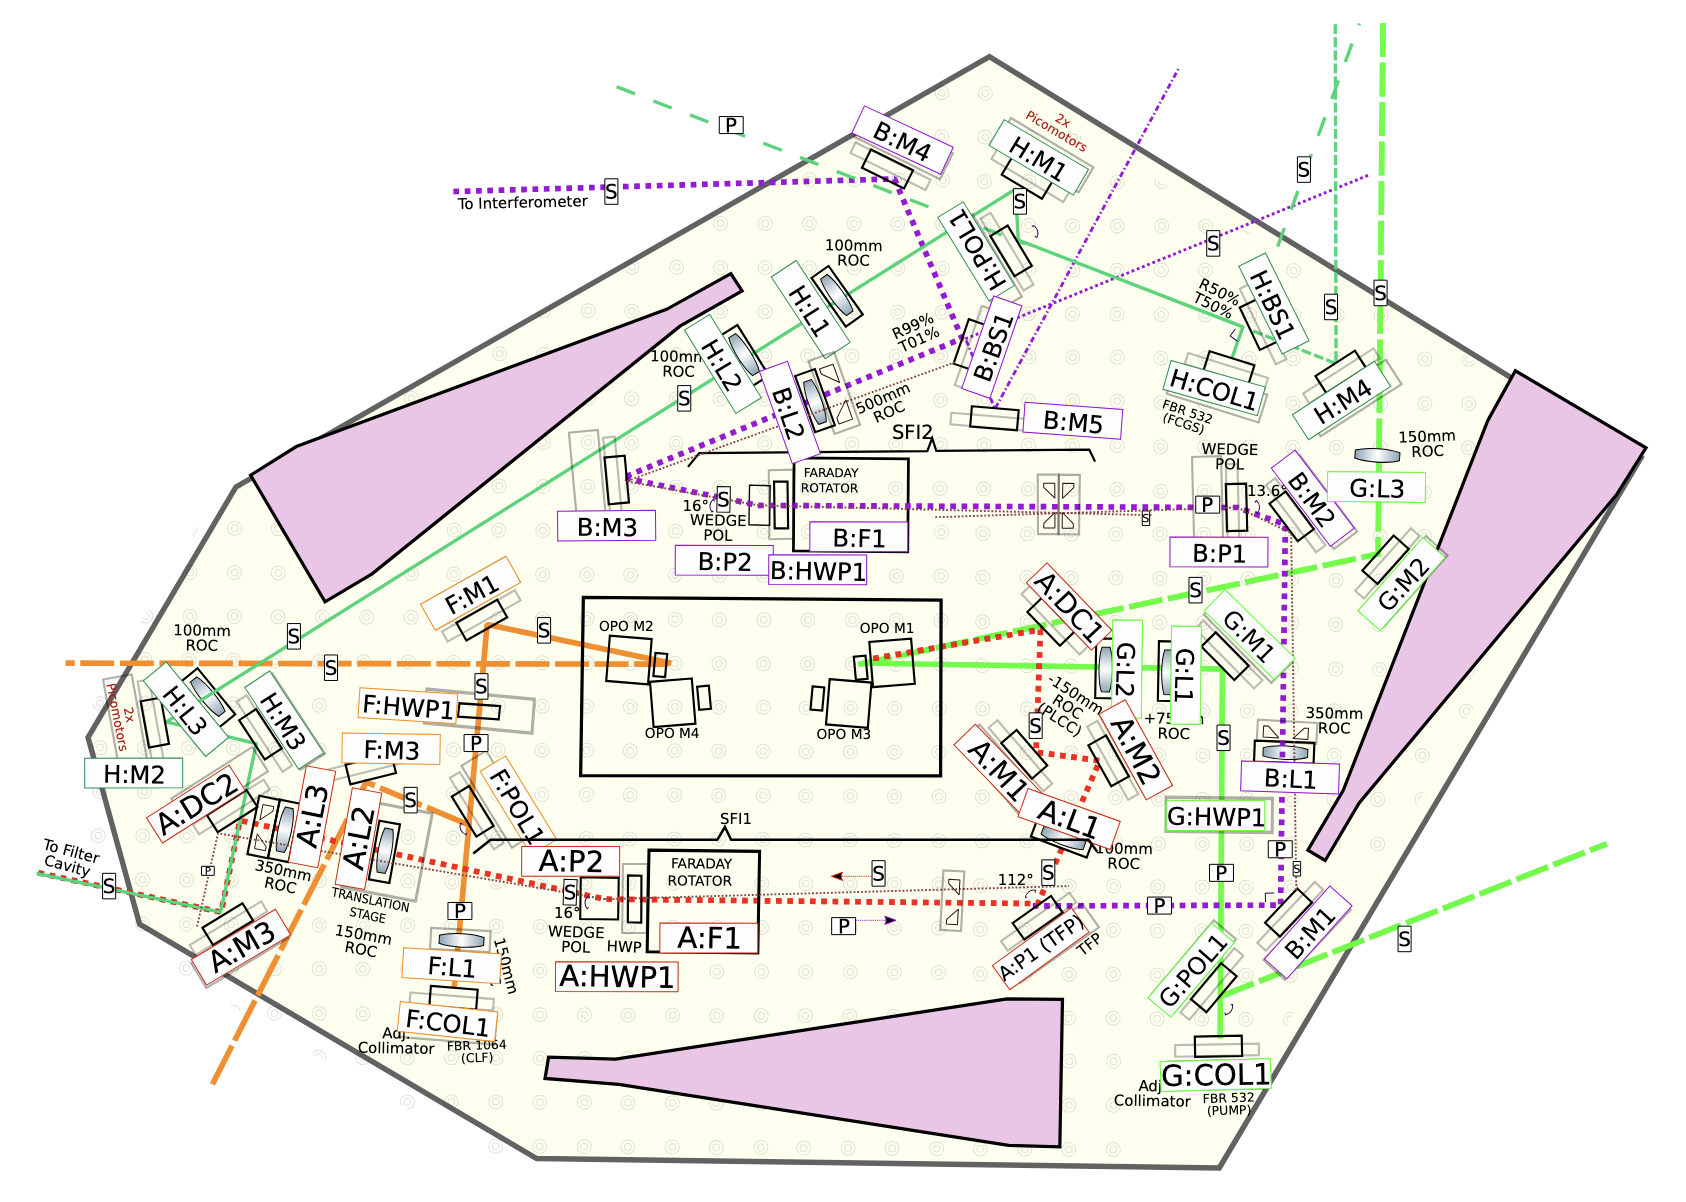 P
B:M4
2x
Picomotors
H:M1
S
S
To Interferometer
S
S
H:POL1
S
100mm
ROC
H:L1
R50%
T50%
H:BS1
S
S
R99%
T01%
B:BS1
100mm
ROC
H:L2
S
B:L2
500mm
ROC
H:COL1
FBR 532
(FCGS)
H:M4
B:M5
SFI2
150mm
ROC
G:L3
WEDGE
POL
FARADAY
ROTATOR
16°
S
WEDGE
POL
P
13.6°
B:M2
S
B:M3
B:F1
B:P1
B:P2
B:HWP1
G:M2
F:M1
A:DC1
S
OPO M2
OPO M1
G:M1
100mm
ROC
S
S
S
G:L2
G:L1
H:L3
H:M3
2x
Picomotors
S
F:HWP1
-150mm
ROC
(PLCC)
+75mm
ROC
350mm
ROC
OPO M4
OPO M3
S
S
A:M2
P
F:M3
H:M2
A:M1
B:L1
A:DC2
A:L3
S
F:POL1
G:HWP1
A:L1
SFI1
A:L2
100mm
ROC
P
To Filter
Cavity
S
P
350mm
ROC
A:P2
FARADAY
ROTATOR
S
S
112°
P
S
TRANSLATION
STAGE
S
16°
WEDGE
POL
HWP
P
P
P
A:F1
A:P1 (TFP)
TFP
B:M1
S
A:M3
150mm
ROC
F:L1
150mm
A:HWP1
G:POL1
F:COL1
Adj.
Collimator
FBR 1064
(CLF)
G:COL1
Adj
Collimator
FBR 532
(PUMP)